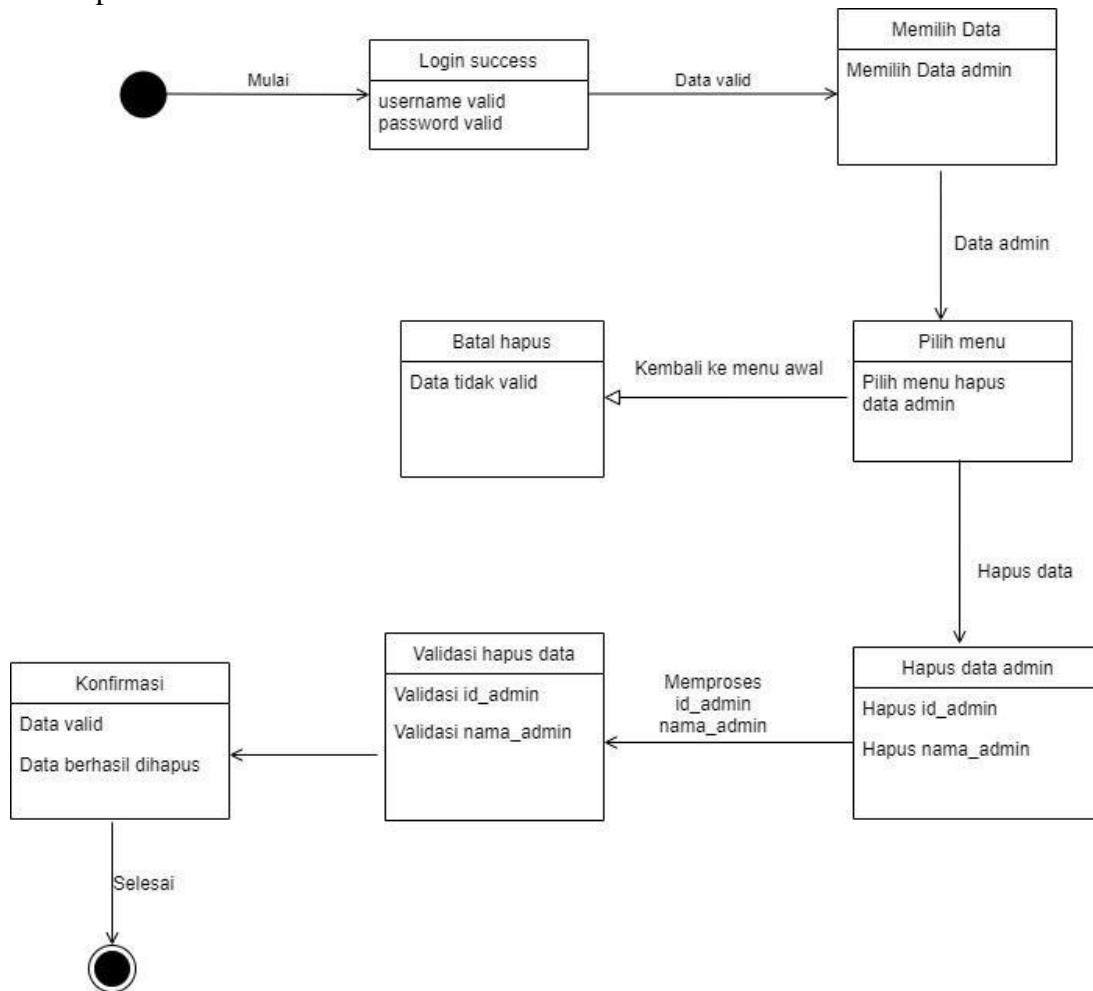 Mulai
Login success
username valid
password valid
Data valid
Memilih Data
Memilih Data admin
Data admin
Batal hapus
Data tidak valid
Kembali ke menu awal
Pilih menu
Pilih menu hapus
data admin
Hapus data
Konfirmasi
Data valid
Data berhasil dihapus
Validasi hapus data
Validasi id_admin
Validasi nama_admin
Memproses
id_admin
nama_admin
Hapus data admin
Hapus id_admin
Hapus nama_admin
Selesai